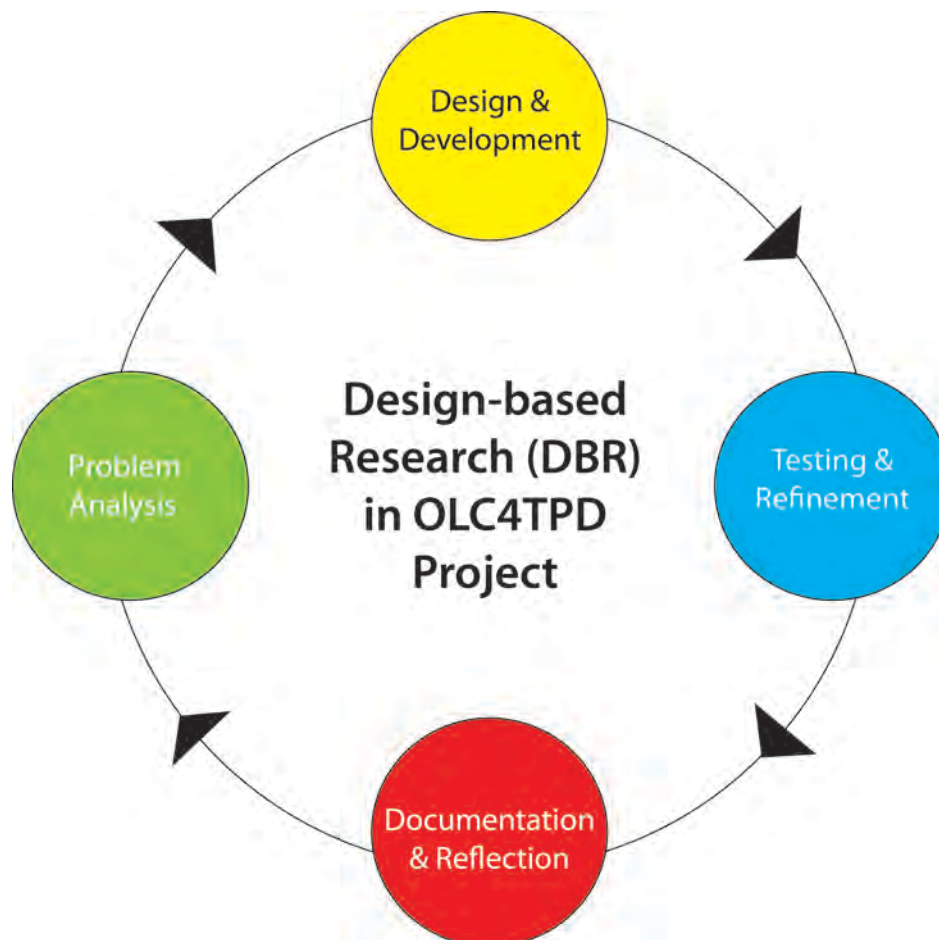 Design &
Development
Design-based
Research (DBR)
in OLC4TPD
Project
Problem
Analysis
Testing &
Refinement
Documentation
& Reflection